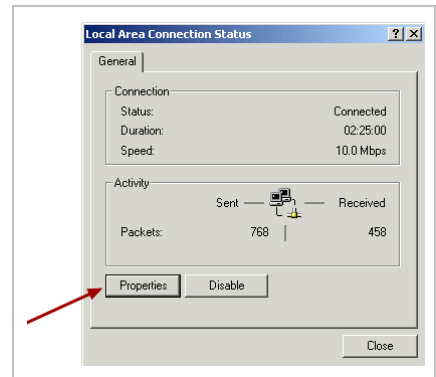 Local Area Connection Status
General
Connection
Status: Connected
Duration: 02:25:00
Speed: 10.0 Mbps
Activity
Sent Received
Packets: 768 458
Properties Disable
Close